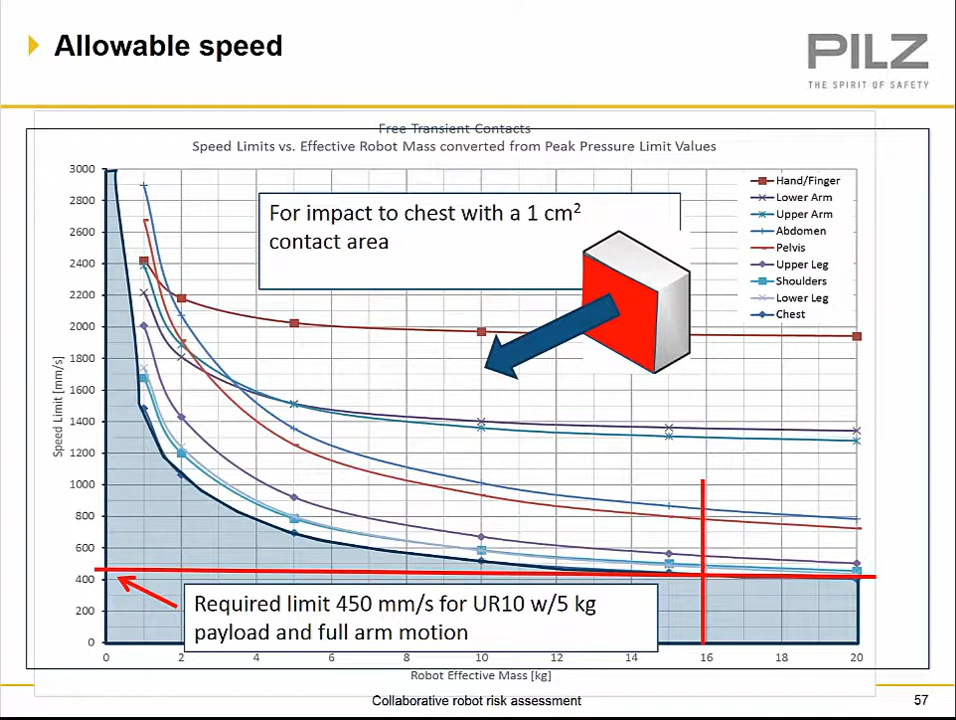 Allowable speed
PILZ
THE SPIRIT OF SAFETY
Free Transient Contacts
Speed Limits vs. Effective Robot Mass converted from Peak Pressure Limit Values
Speed Limit [mm/s]
3000
2800
2600
2400
2200
2000
1800
1600
1400
1200
1000
800
600
400
200
0
For impact to chest with a 1 cm²
contact area
Hand/Finger
Lower Arm
Upper Arm
Abdomen
Pelvis
Upper Leg
Shoulders
Lower Leg
Chest
Required limit 450 mm/s for UR10 w/5 kg
payload and full arm motion
0 2 4 6 8 10 12 14 16 18 20
Robot Effective Mass [kg]
Collaborative robot risk assessment
57